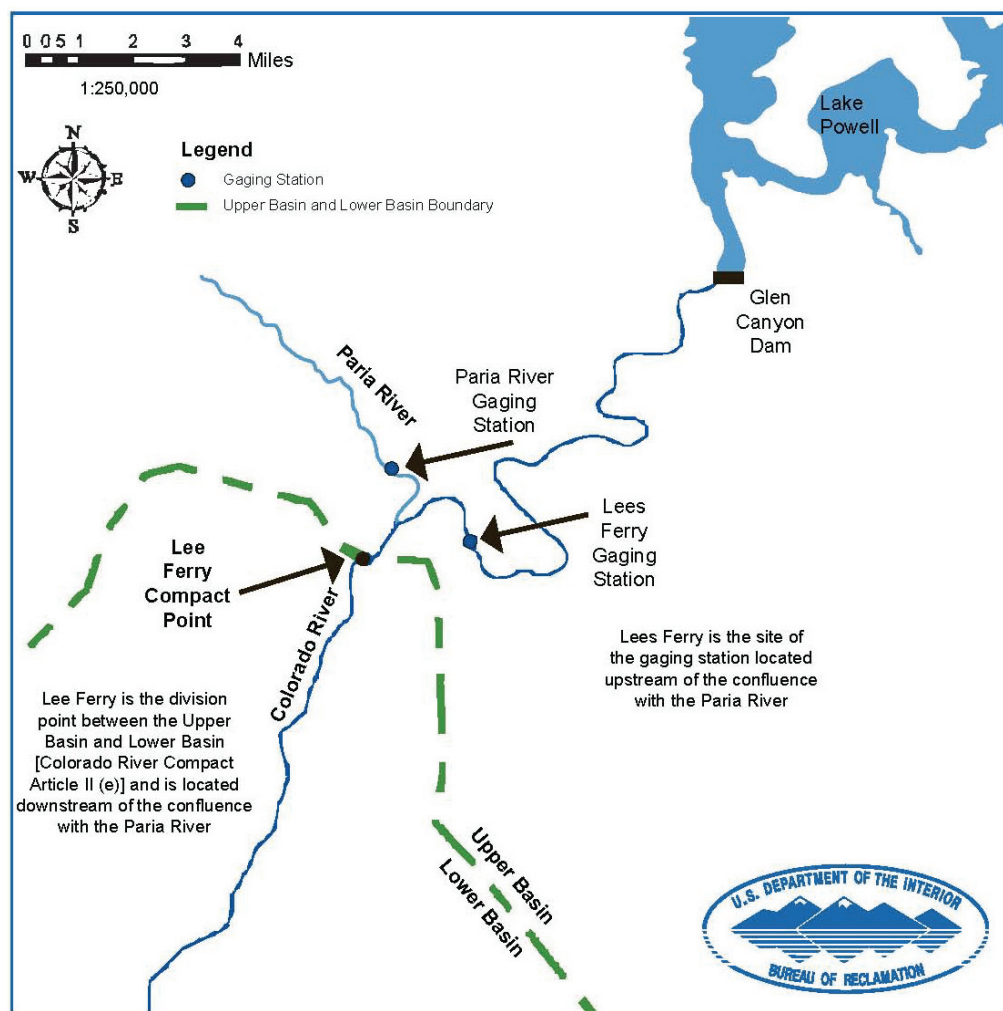 0 0 5 1 2 3 4
Miles
1:250,000
N
W E
S
Legend
Gaging Station
Upper Basin and Lower Basin Boundary
Lake
Powell
Glen
Canyon
Dam
Paria River
Paria River
Gaging
Station
Lees
Ferry
Gaging
Station
Lee
Ferry
Compact
Point
Colorado River
Lees Ferry is the site of
the gaging station located
upstream of the confluence
with the Paria River
Lee Ferry is the division
point between the Upper
Basin and Lower Basin
[Colorado River Compact
Article II (e)] and is located
downstream of the confluence
with the Paria River
Upper Basin
Lower Basin
U.S. DEPARTMENT OF THE INTERIOR
BUREAU OF RECLAMATION